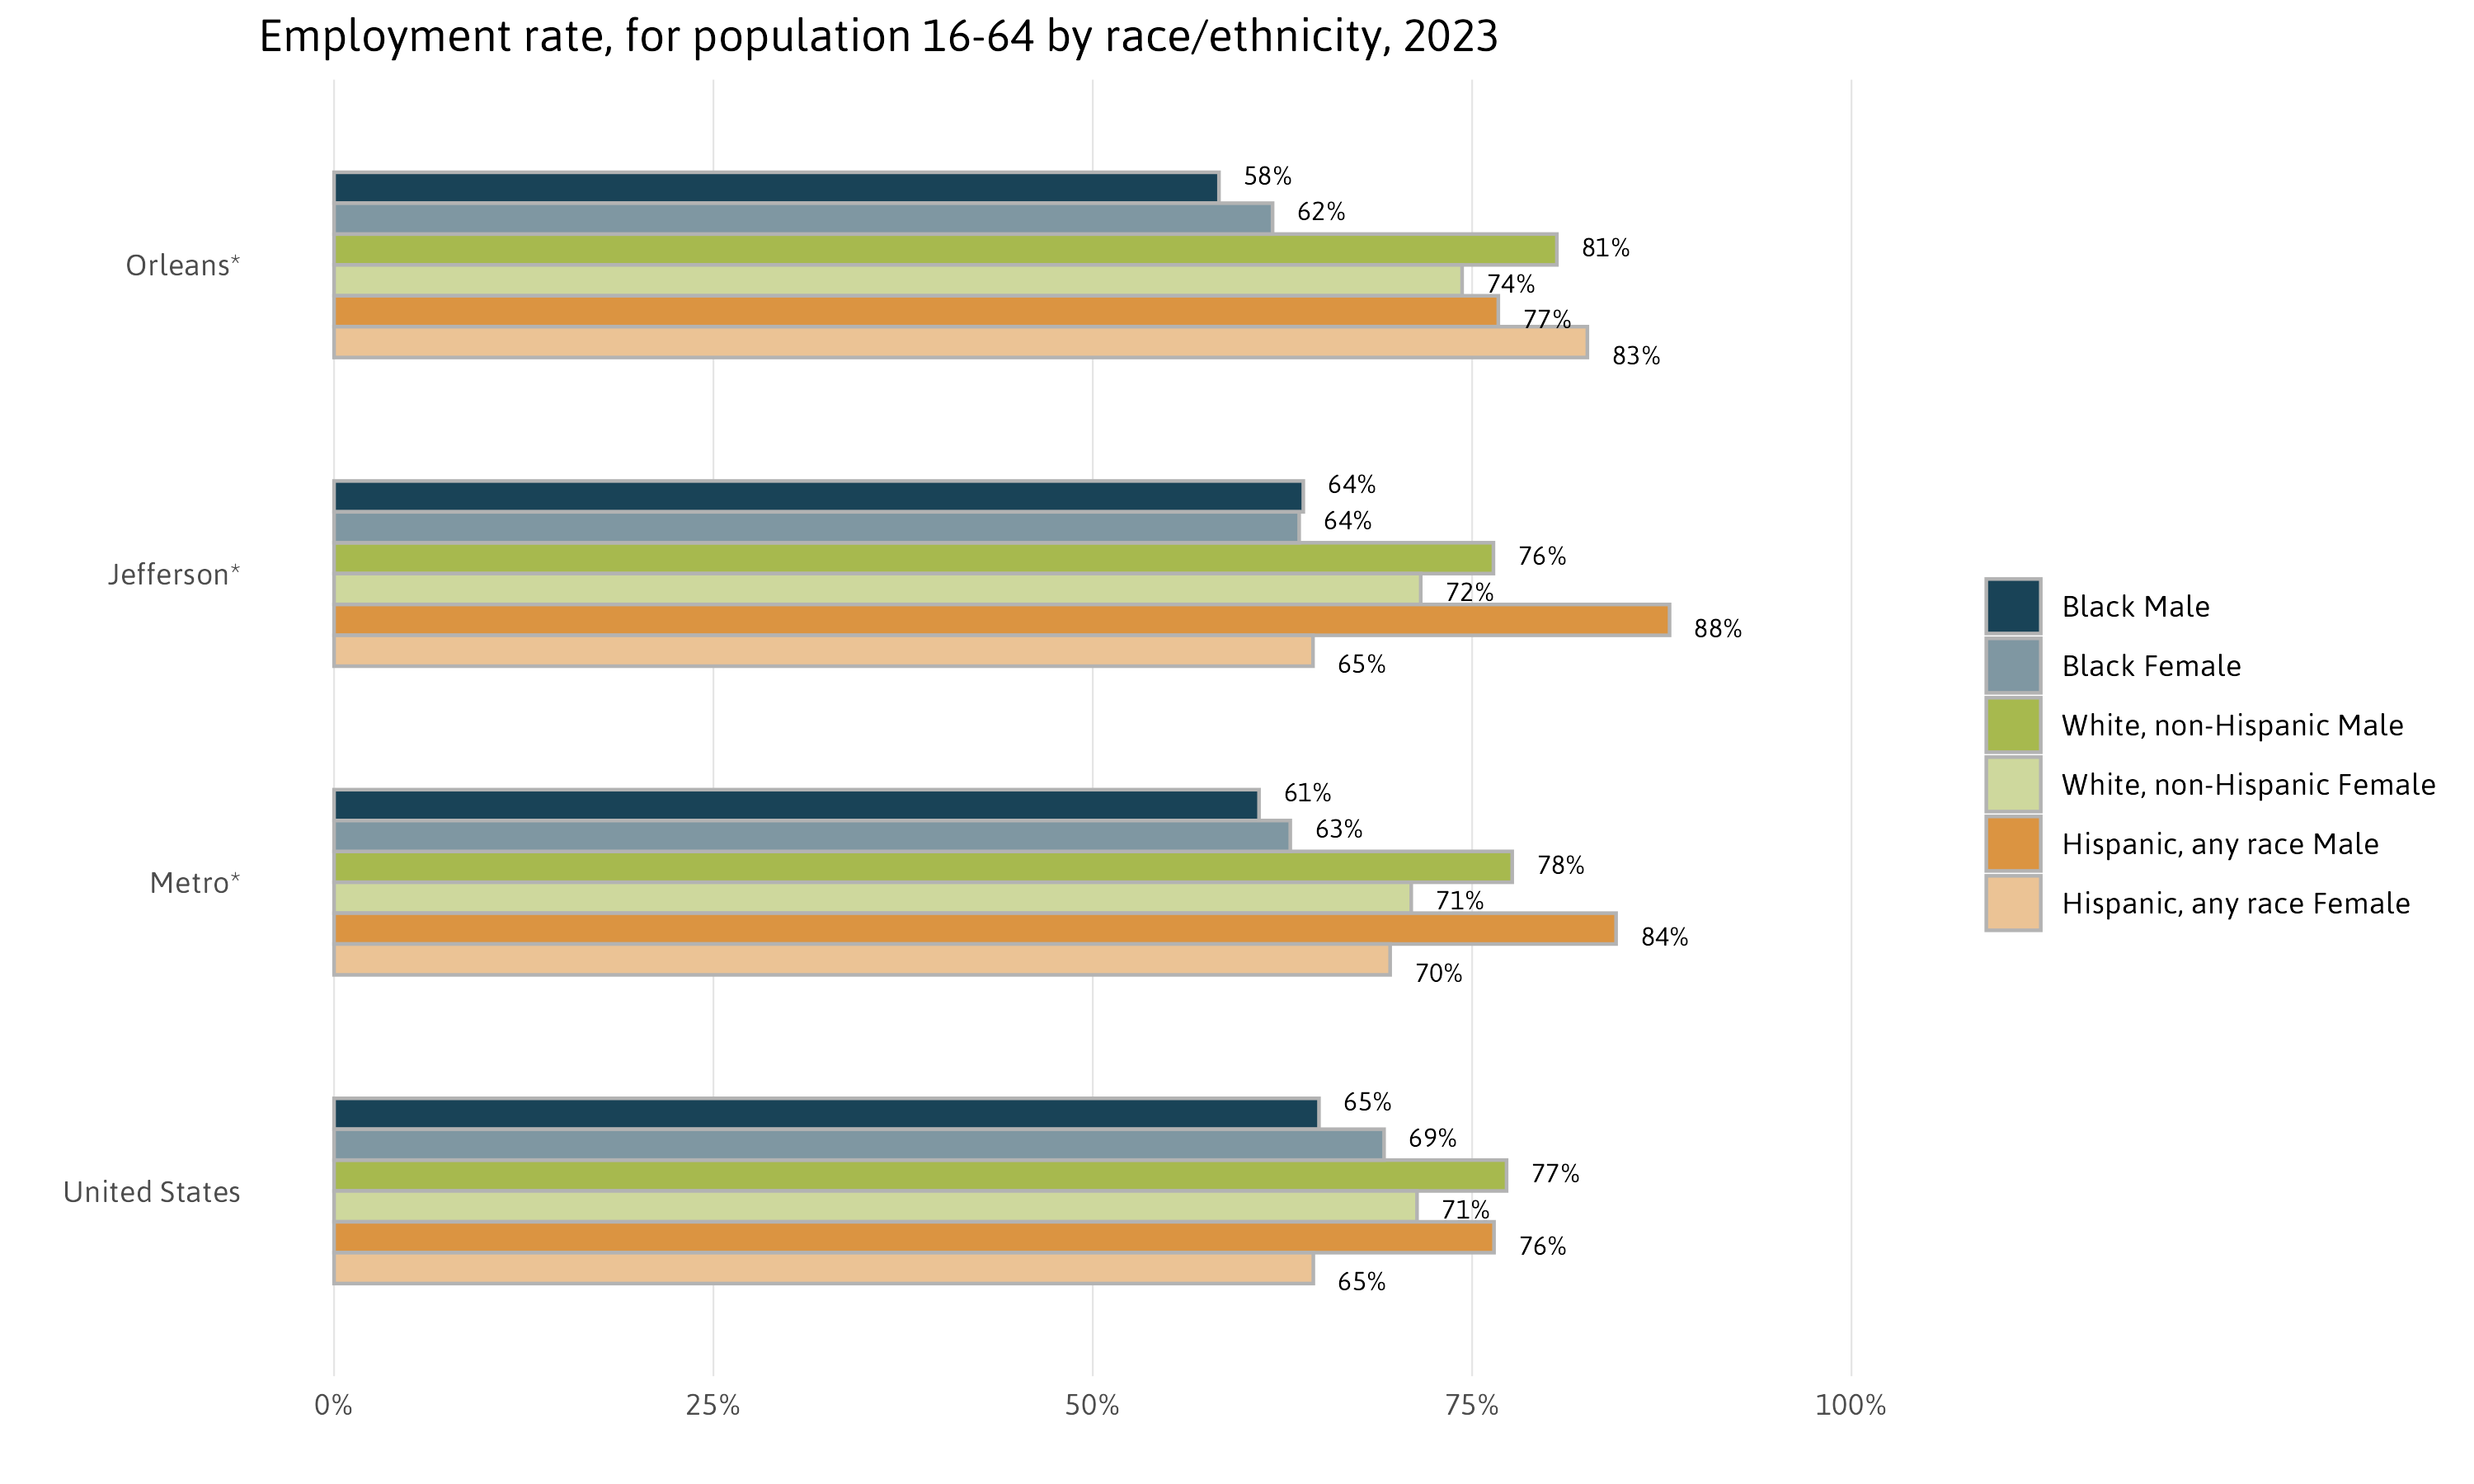 Employment rate, for population 16-64 by race/ethnicity, 2023
Orleans*
58%
62%
81%
74%
77%
83%
Jefferson*
64%
64%
76%
72%
88%
65%
Metro*
61%
63%
78%
71%
84%
70%
United States
65%
69%
77%
71%
76%
65%
0% 25% 50% 75% 100%
Black Male
Black Female
White, non-Hispanic Male
White, non-Hispanic Female
Hispanic, any race Male
Hispanic, any race Female